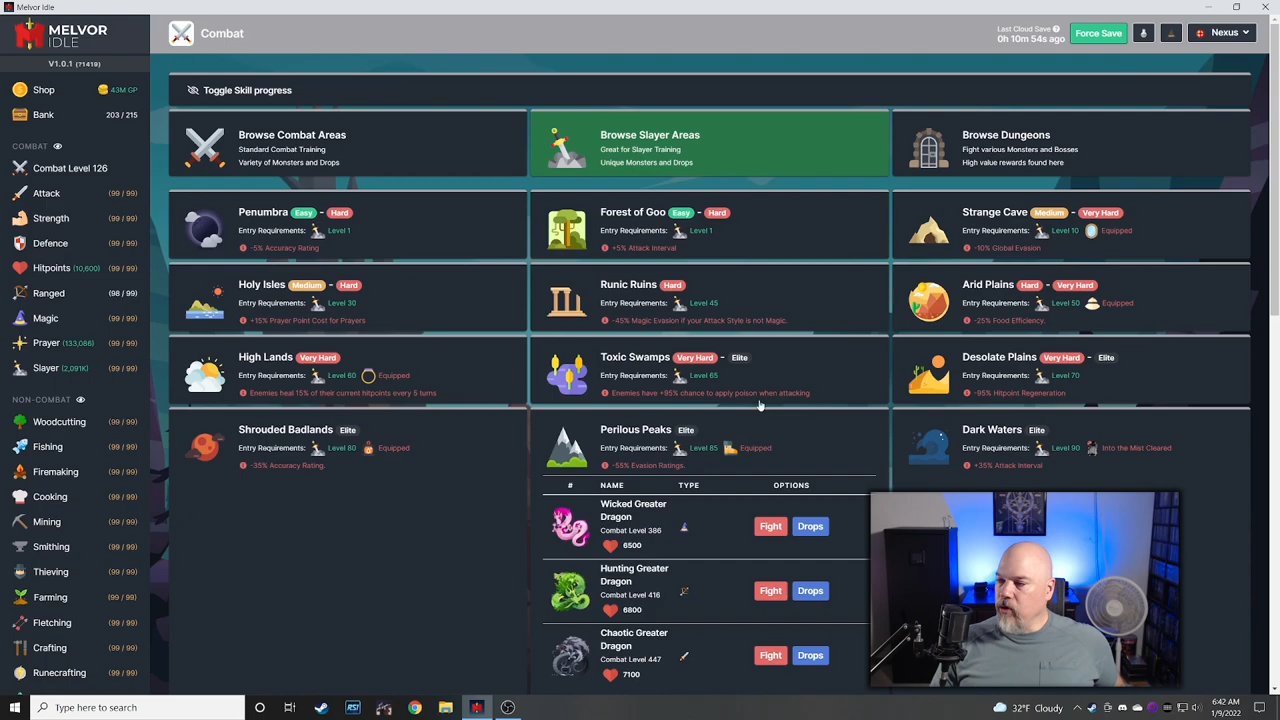 Melvor Idle
MELVOR
IDLE
Combat
Last Cloud Save
0h 10m 54s ago
Force Save
Nexus
V1.0.1 (71419)
Shop
43M GP
Bank
203 / 215
COMBAT
Combat Level 126
Attack (99 / 99)
Strength (99 / 99)
Defence (99 / 99)
Hitpoints (10,600) (99 / 99)
Ranged (98 / 99)
Magic (99 / 99)
Prayer (133,086) (99 / 99)
Slayer (2,091K) (99 / 99)
NON-COMBAT
Woodcutting (99 / 99)
Fishing (99 / 99)
Firemaking (99 / 99)
Cooking (99 / 99)
Mining (99 / 99)
Smithing (99 / 99)
Thieving (99 / 99)
Farming (99 / 99)
Fletching (99 / 99)
Crafting (99 / 99)
Runecrafting (99 / 99)
Toggle Skill progress
Browse Combat Areas
Standard Combat Training
Variety of Monsters and Drops
Browse Slayer Areas
Great for Slayer Training
Unique Monsters and Drops
Browse Dungeons
Fight various Monsters and Bosses
High value rewards found here
Penumbra Easy - Hard
Entry Requirements: Level 1
-5% Accuracy Rating
Forest of Goo Easy - Hard
Entry Requirements: Level 1
+5% Attack Interval
Strange Cave Medium - Very Hard
Entry Requirements: Level 10 Equipped
-10% Global Evasion
Holy Isles Medium - Hard
Entry Requirements: Level 30
+15% Prayer Point Cost for Prayers
Runic Ruins Hard
Entry Requirements: Level 45
-45% Magic Evasion if your Attack Style is not Magic.
Arid Plains Hard - Very Hard
Entry Requirements: Level 50 Equipped
-25% Food Efficiency.
High Lands Very Hard
Entry Requirements: Level 60 Equipped
Enemies heal 15% of their current hitpoints every 5 turns
Toxic Swamps Very Hard - Elite
Entry Requirements: Level 65
Enemies have +95% chance to apply poison when attacking
Desolate Plains Very Hard - Elite
Entry Requirements: Level 70
-95% Hitpoint Regeneration
Shrouded Badlands Elite
Entry Requirements: Level 80 Equipped
-35% Accuracy Rating.
Perilous Peaks Elite
Entry Requirements: Level 85 Equipped
-55% Evasion Ratings.
Dark Waters Elite
Entry Requirements: Level 90 Into the Mist Cleared
+35% Attack Interval
# NAME TYPE OPTIONS
Wicked Greater
Dragon
Combat Level 386
6500
Fight Drops
Hunting Greater
Dragon
Combat Level 416
6800
Fight Drops
Chaotic Greater
Dragon
Combat Level 447
7100
Fight Drops
Type here to search
RSI
32°F Cloudy
6:42 AM
1/9/2022